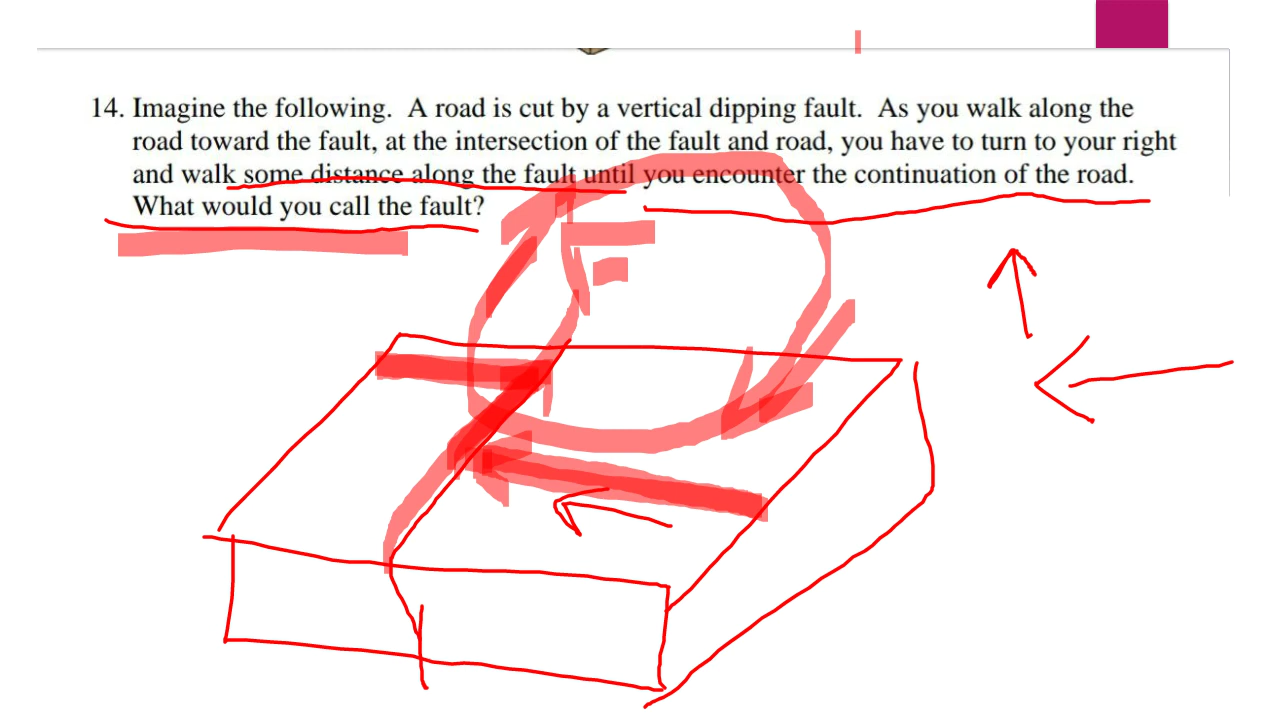 14. Imagine the following. A road is cut by a vertical dipping fault. As you walk along the
road toward the fault, at the intersection of the fault and road, you have to turn to your right
and walk some distance along the fault until you encounter the continuation of the road.
What would you call the fault?